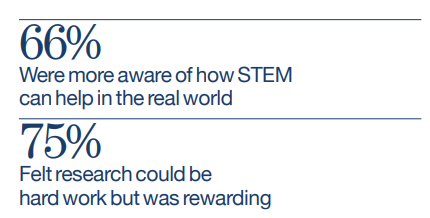 66%
Were more aware of how STEM
can help in the real world
75%
Felt research could be
hard work but was rewarding